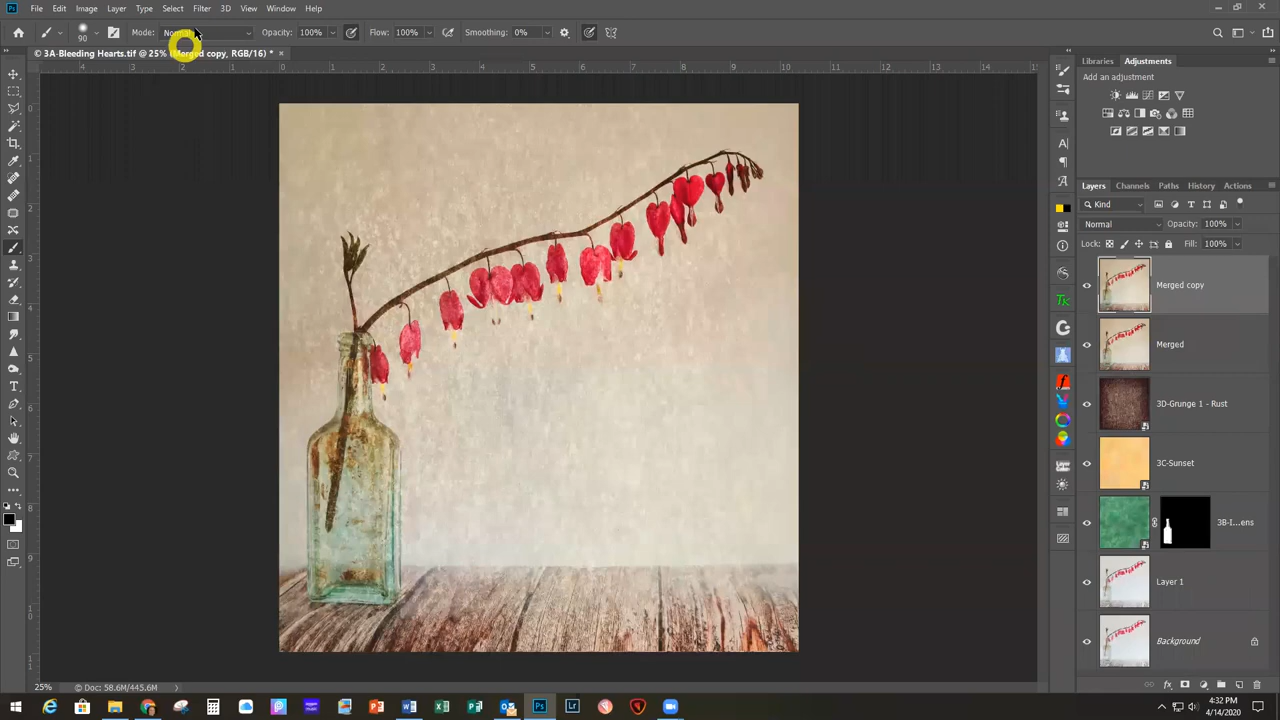 Ps File Edit Image Layer Type Select Filter 3D View Window Help
90 Mode: Normal Opacity: 100% Flow: 100% Smoothing: 0%
© 3A-Bleeding Hearts.tif @ 25% (Merged copy, RGB/16) * ×
Libraries Adjustments
Add an adjustment
Layers Channels Paths History Actions
Kind
Normal Opacity: 100%
Lock: Fill: 100%
Merged copy
Merged
3D-Grunge 1 - Rust
3C-Sunset
3B-I...ens
Layer 1
Background
25% Doc: 58.6M/445.6M
4:32 PM
4/14/2020